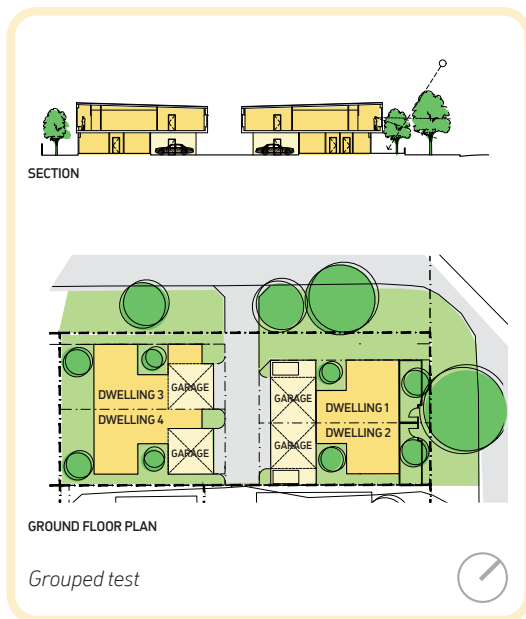 SECTION
GARAGE
DWELLING 3
GARAGE
DWELLING 1
DWELLING 4
DWELLING 2
GARAGE
GARAGE
GROUND FLOOR PLAN
Grouped test